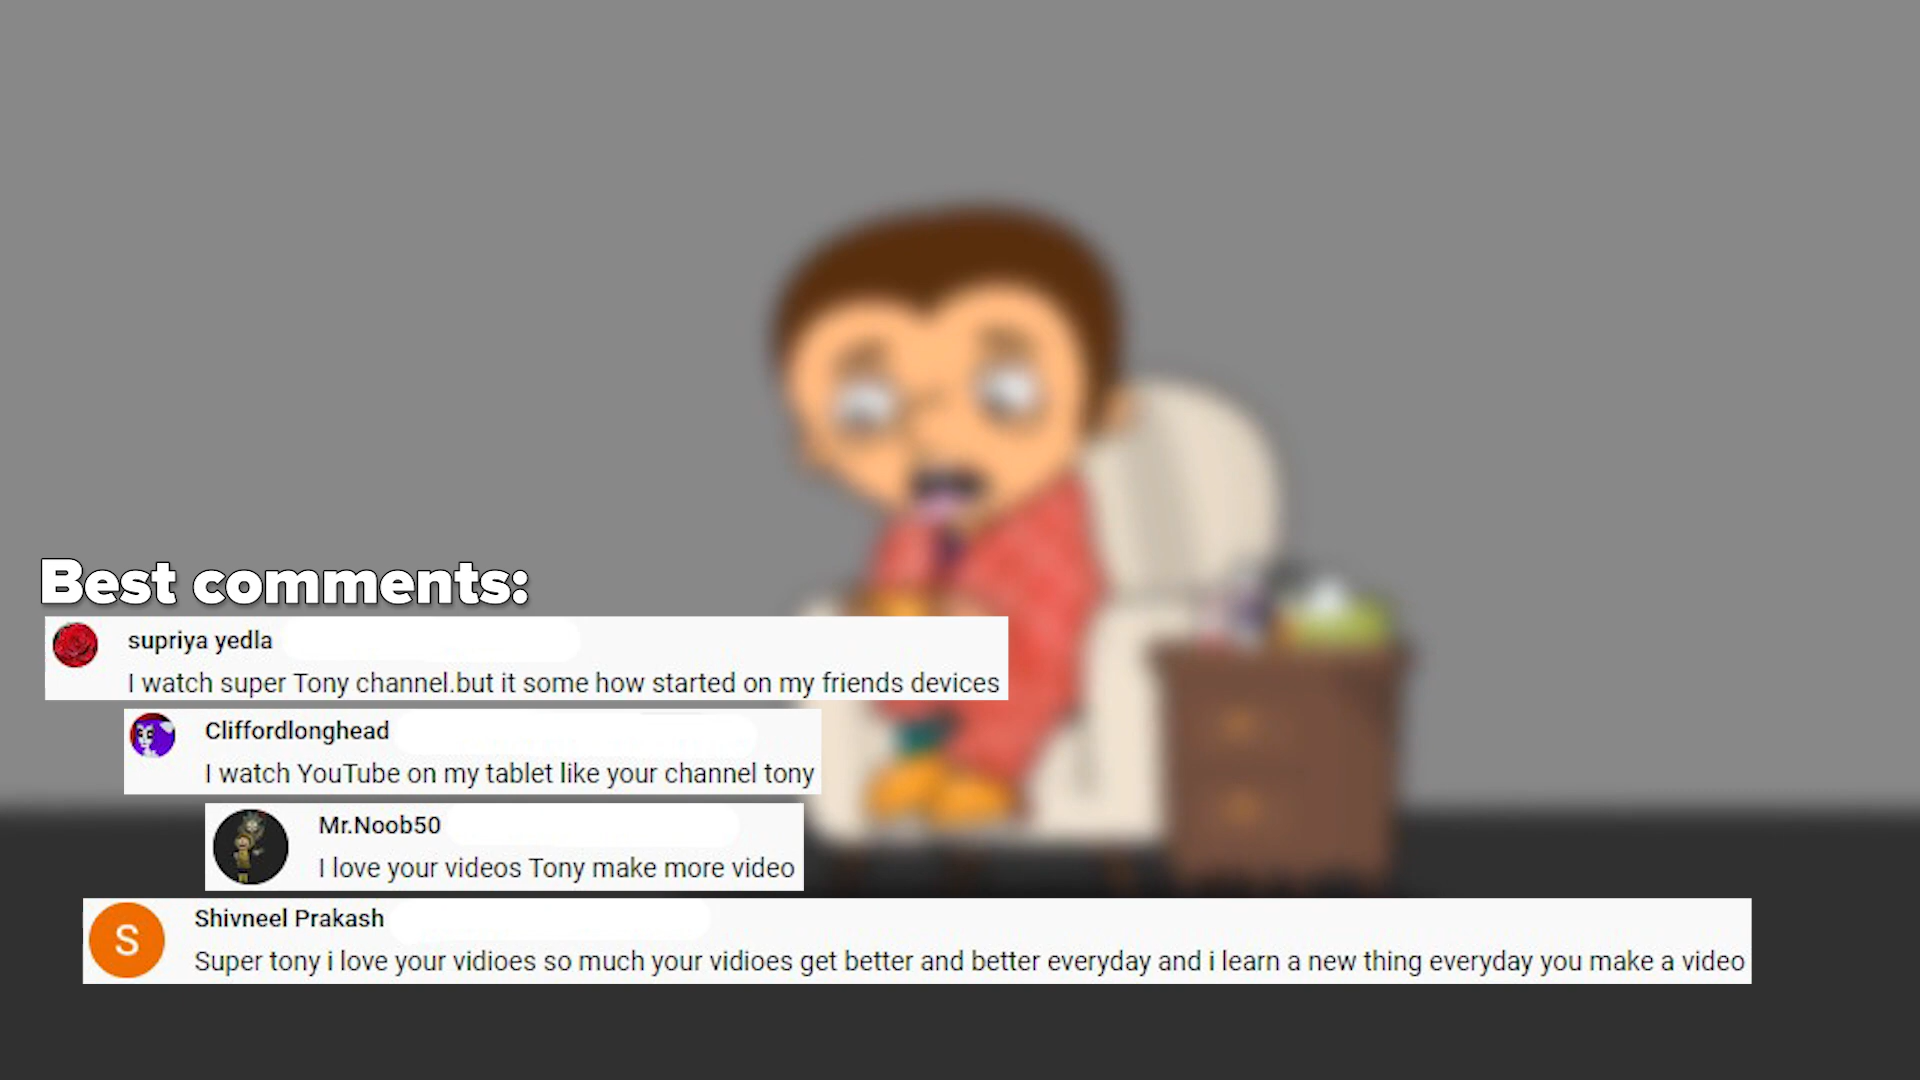 Best comments:
supriya yedla
I watch super Tony channel.but it some how started on my friends devices
Cliffordlonghead
I watch YouTube on my tablet like your channel tony
Mr.Noob50
I love your videos Tony make more video
S
Shivneel Prakash
Super tony i love your vidioes so much your vidioes get better and better everyday and i learn a new thing everyday you make a video